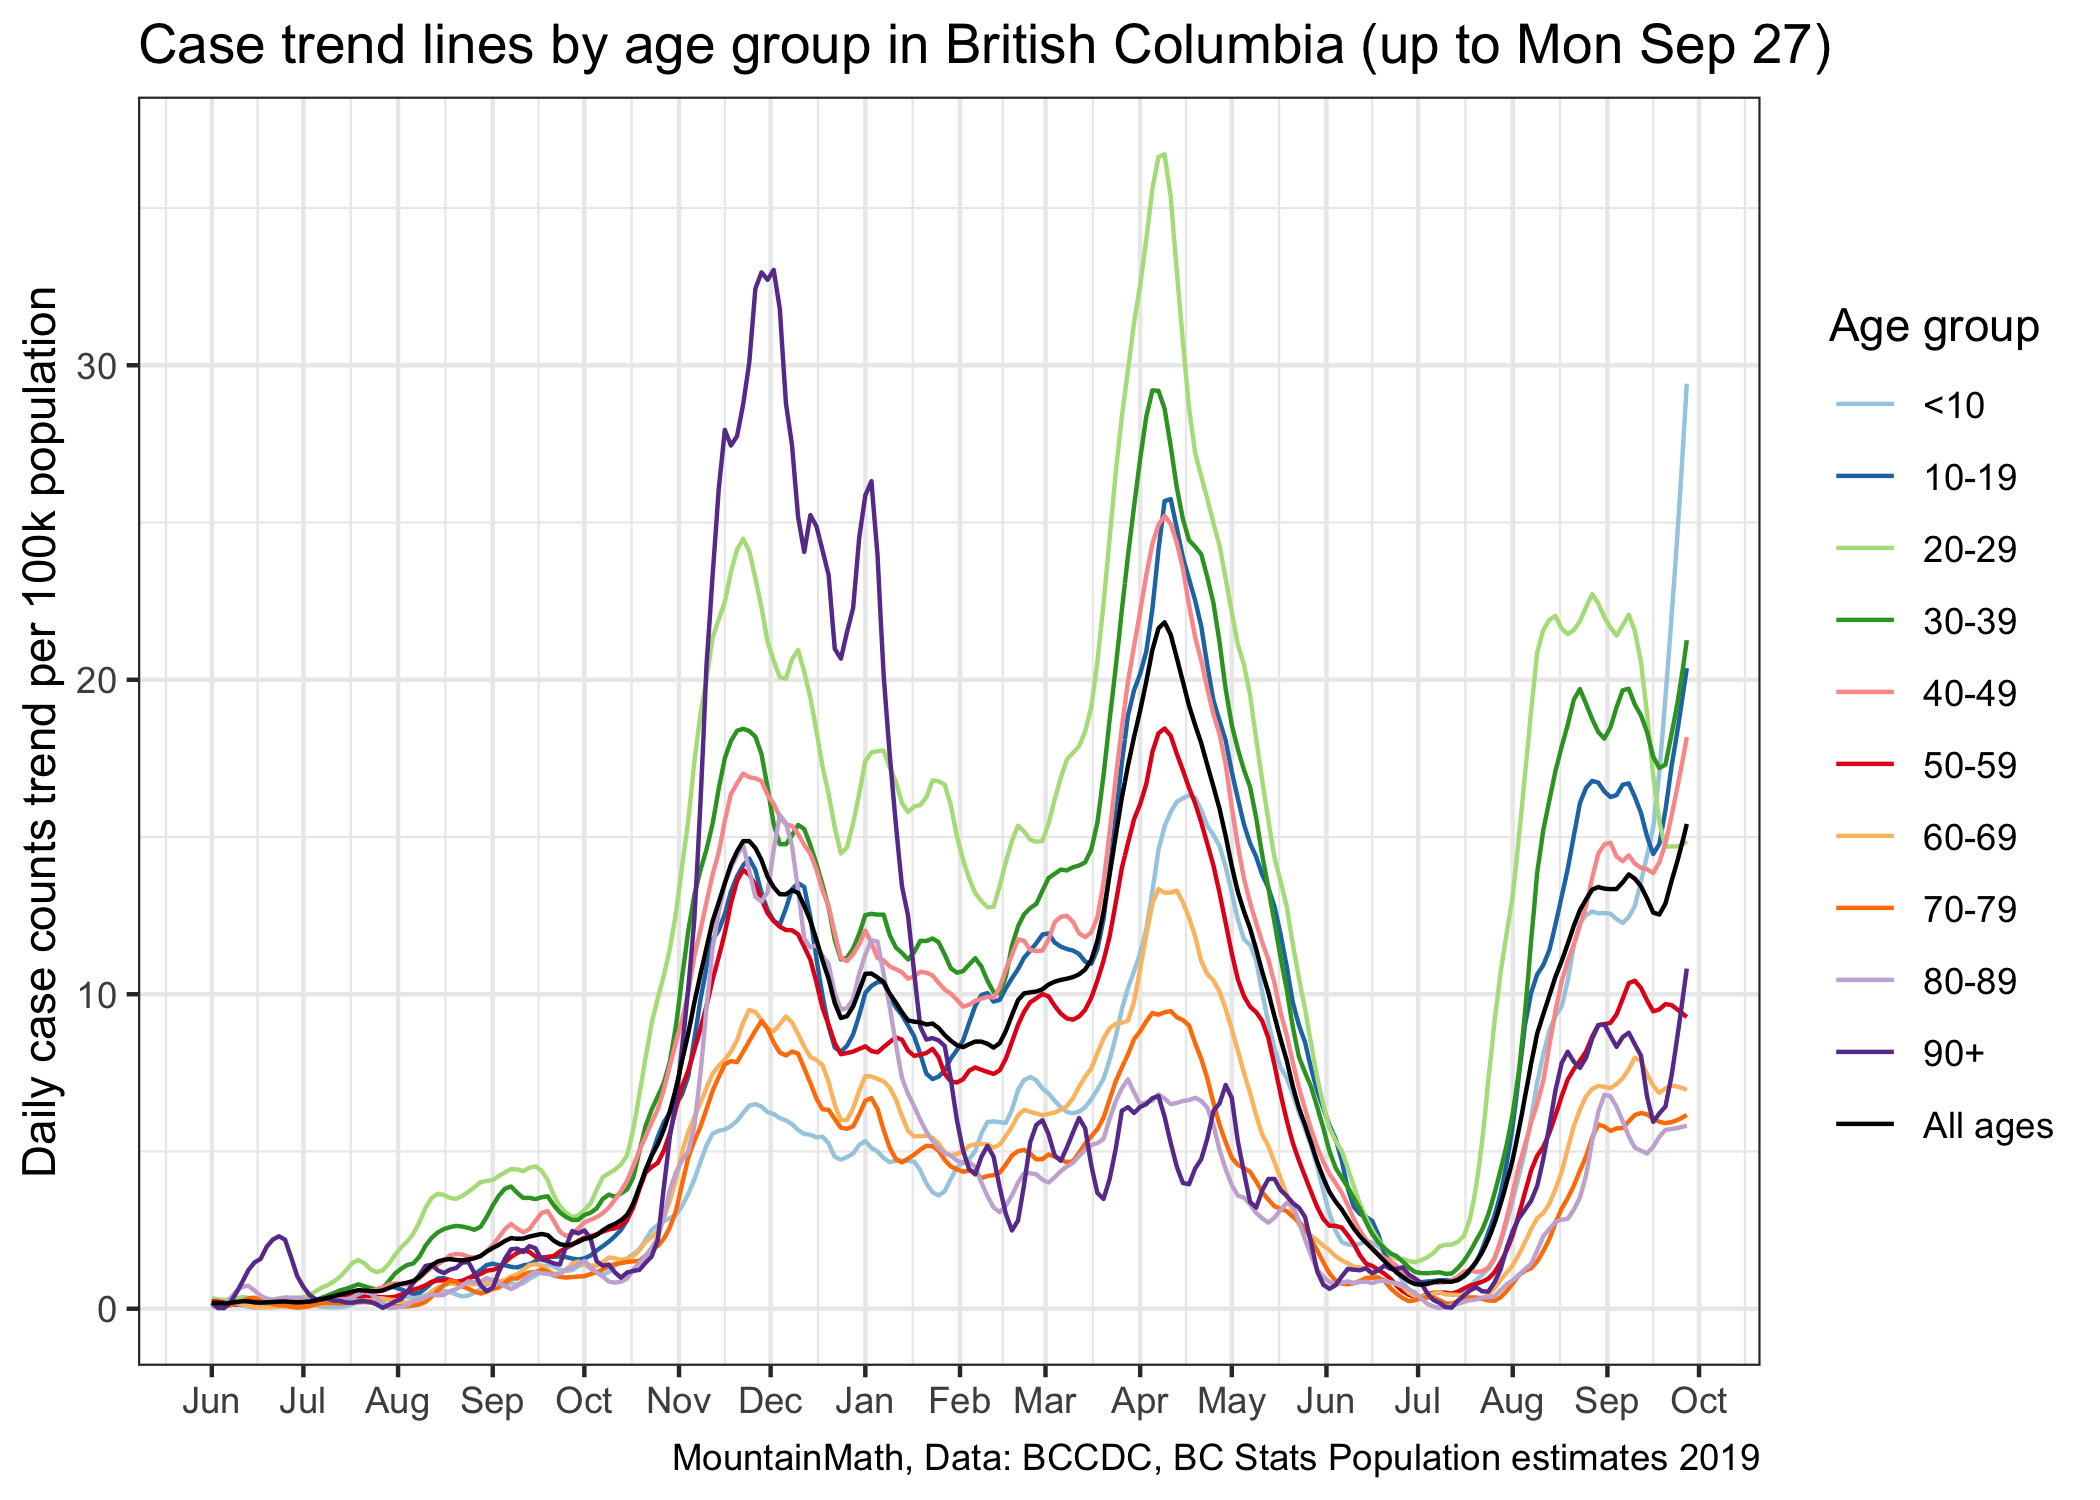 Case trend lines by age group in British Columbia (up to Mon Sep 27)
Daily case counts trend per 100k population
30
20
10
0
Jun Jul Aug Sep Oct Nov Dec Jan Feb Mar Apr May Jun Jul Aug Sep Oct
Age group
<10
10-19
20-29
30-39
40-49
50-59
60-69
70-79
80-89
90+
All ages
MountainMath, Data: BCCDC, BC Stats Population estimates 2019